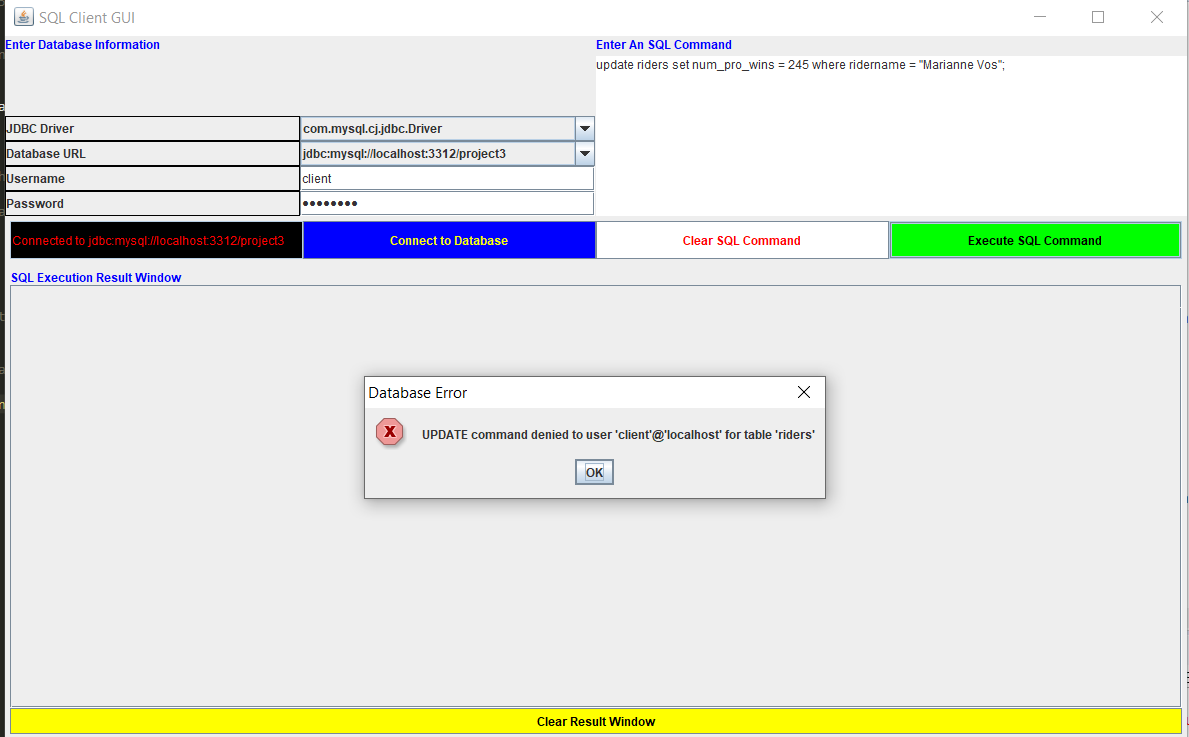 SQL Client GUI
Enter Database Information
Enter An SQL Command
update riders set num_pro_wins = 245 where ridername = "Marianne Vos";
JDBC Driver
com.mysql.cj.jdbc.Driver
Database URL
jdbc:mysql://localhost:3312/project3
Username
client
Password
••••••••
Connected to jdbc:mysql://localhost:3312/project3
Connect to Database
Clear SQL Command
Execute SQL Command
SQL Execution Result Window
Database Error
UPDATE command denied to user 'client'@'localhost' for table 'riders'
OK
Clear Result Window